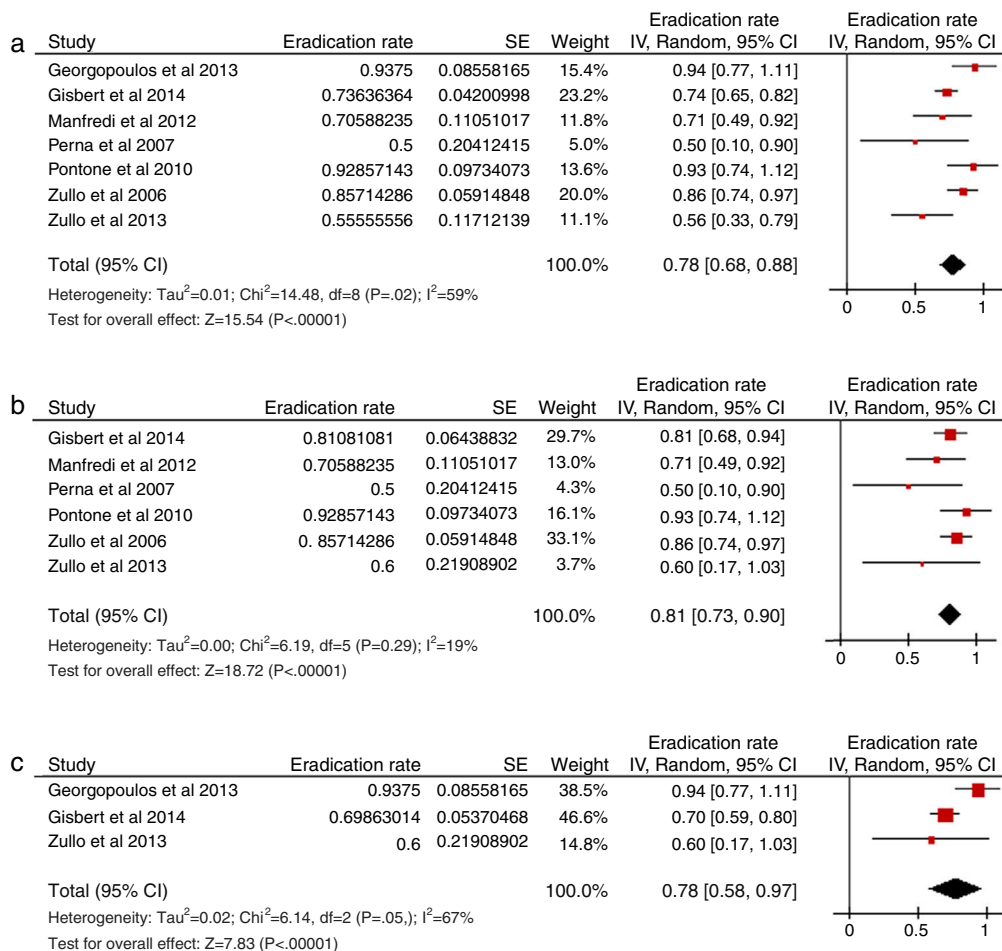 a
Eradication rate Eradication rate
Study Eradication rate SE Weight IV, Random, 95% CI IV, Random, 95% CI
Georgopoulos et al 2013 0.9375 0.08558165 15.4% 0.94 [0.77, 1.11]
Gisbert et al 2014 0.73636364 0.04200998 23.2% 0.74 [0.65, 0.82]
Manfredi et al 2012 0.70588235 0.11051017 11.8% 0.71 [0.49, 0.92]
Perna et al 2007 0.5 0.20412415 5.0% 0.50 [0.10, 0.90]
Pontone et al 2010 0.92857143 0.09734073 13.6% 0.93 [0.74, 1.12]
Zullo et al 2006 0.85714286 0.05914848 20.0% 0.86 [0.74, 0.97]
Zullo et al 2013 0.55555556 0.11712139 11.1% 0.56 [0.33, 0.79]
Total (95% CI) 100.0% 0.78 [0.68, 0.88]
Heterogeneity: Tau²=0.01; Chi²=14.48, df=8 (P=.02); I²=59%
Test for overall effect: Z=15.54 (P<.00001)
0 0.5 1
b
Eradication rate Eradication rate
Study Eradication rate SE Weight IV, Random, 95% CI IV, Random, 95% CI
Gisbert et al 2014 0.81081081 0.06438832 29.7% 0.81 [0.68, 0.94]
Manfredi et al 2012 0.70588235 0.11051017 13.0% 0.71 [0.49, 0.92]
Perna et al 2007 0.5 0.20412415 4.3% 0.50 [0.10, 0.90]
Pontone et al 2010 0.92857143 0.09734073 16.1% 0.93 [0.74, 1.12]
Zullo et al 2006 0. 85714286 0.05914848 33.1% 0.86 [0.74, 0.97]
Zullo et al 2013 0.6 0.21908902 3.7% 0.60 [0.17, 1.03]
Total (95% CI) 100.0% 0.81 [0.73, 0.90]
Heterogeneity: Tau²=0.00; Chi²=6.19, df=5 (P=0.29); I²=19%
Test for overall effect: Z=18.72 (P<.00001)
0 0.5 1
c
Eradication rate Eradication rate
Study Eradication rate SE Weight IV, Random, 95% CI IV, Random, 95% CI
Georgopoulos et al 2013 0.9375 0.08558165 38.5% 0.94 [0.77, 1.11]
Gisbert et al 2014 0.69863014 0.05370468 46.6% 0.70 [0.59, 0.80]
Zullo et al 2013 0.6 0.21908902 14.8% 0.60 [0.17, 1.03]
Total (95% CI) 100.0% 0.78 [0.58, 0.97]
Heterogeneity: Tau²=0.02; Chi²=6.14, df=2 (P=.05,); I²=67%
Test for overall effect: Z=7.83 (P<.00001)
0 0.5 1